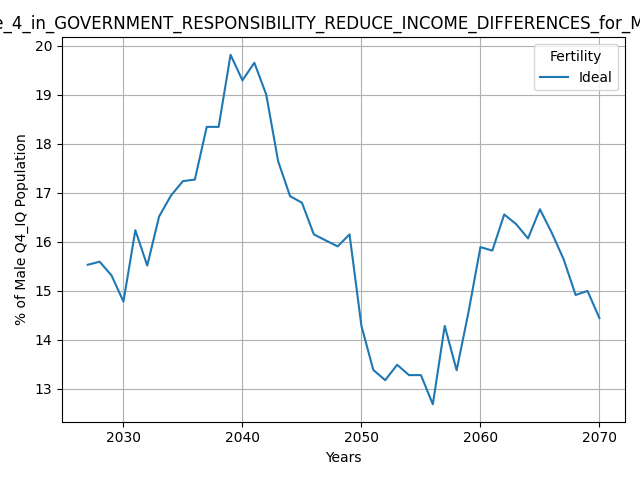 e_4_in_GOVERNMENT_RESPONSIBILITY_REDUCE_INCOME_DIFFERENCES_for_M
Fertility
Ideal
% of Male Q4_IQ Population
20
19
18
17
16
15
14
13
2030
2040
2050
2060
2070
Years